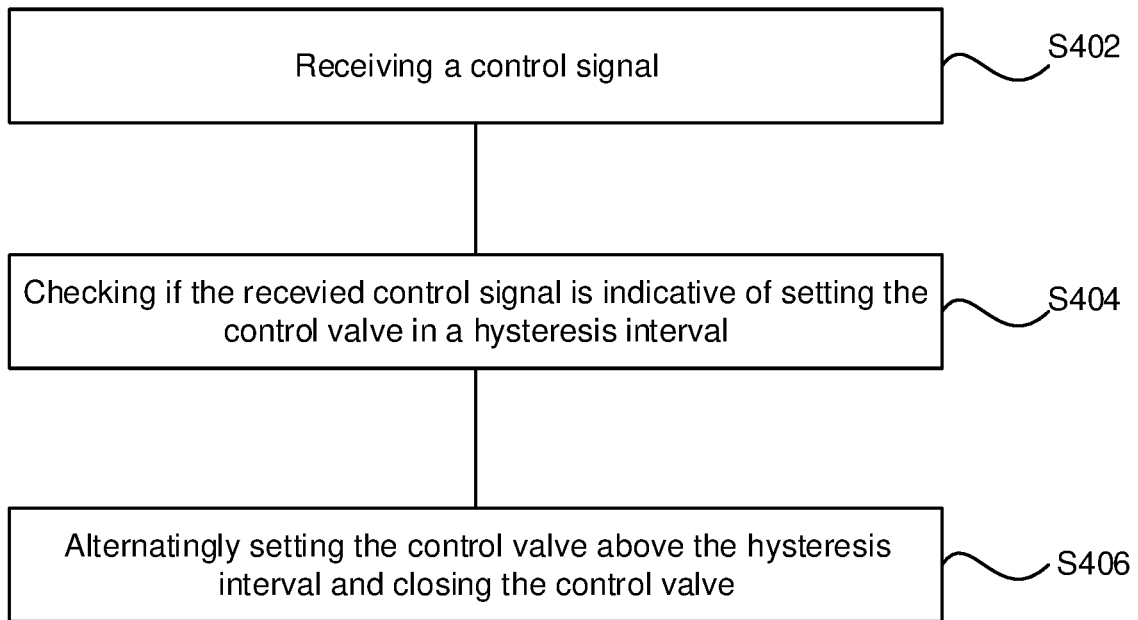 Receiving a control signal
S402
Checking if the recevied control signal is indicative of setting the
control valve in a hysteresis interval
S404
Alternatingly setting the control valve above the hysteresis
interval and closing the control valve
S406